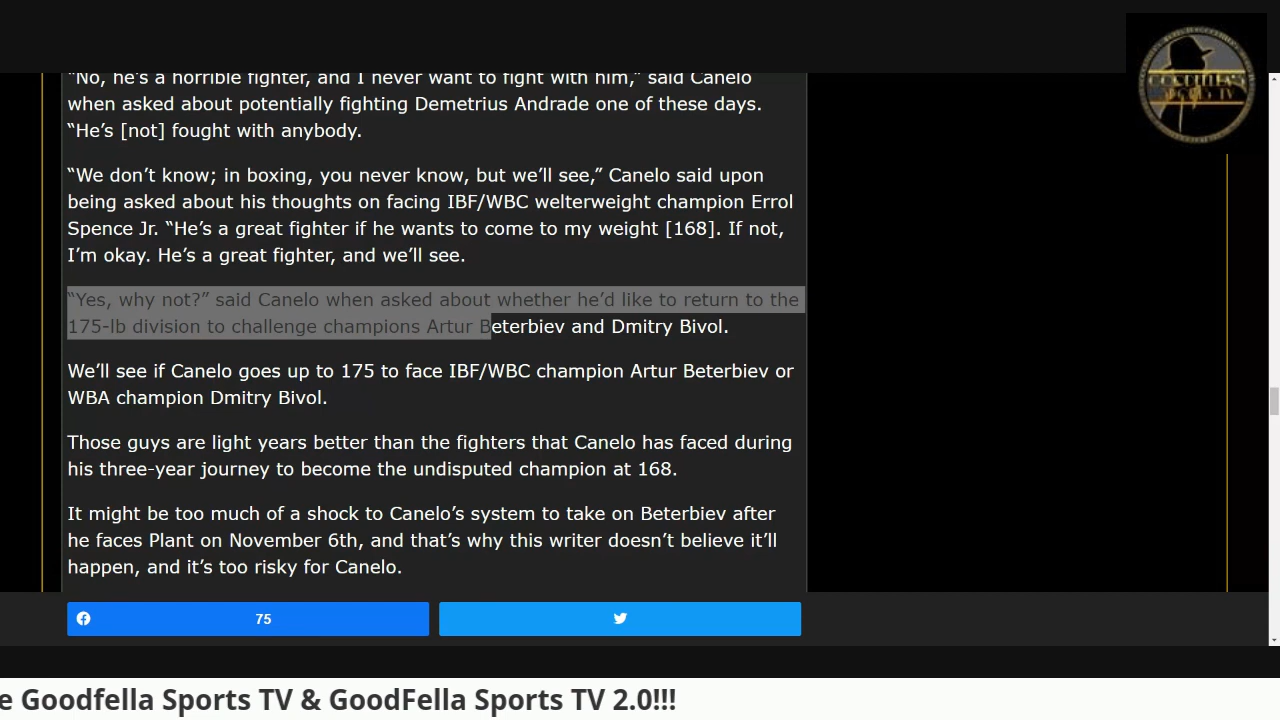 “No, he’s a horrible fighter, and I never want to fight with him,” said Canelo
when asked about potentially fighting Demetrius Andrade one of these days.
“He’s [not] fought with anybody.
“We don’t know; in boxing, you never know, but we’ll see,” Canelo said upon
being asked about his thoughts on facing IBF/WBC welterweight champion Errol
Spence Jr. “He’s a great fighter if he wants to come to my weight [168]. If not,
I’m okay. He’s a great fighter, and we’ll see.
“Yes, why not?” said Canelo when asked about whether he’d like to return to the
175-lb division to challenge champions Artur Beterbiev and Dmitry Bivol.
We’ll see if Canelo goes up to 175 to face IBF/WBC champion Artur Beterbiev or
WBA champion Dmitry Bivol.
Those guys are light years better than the fighters that Canelo has faced during
his three-year journey to become the undisputed champion at 168.
It might be too much of a shock to Canelo’s system to take on Beterbiev after
he faces Plant on November 6th, and that’s why this writer doesn’t believe it’ll
happen, and it’s too risky for Canelo.
75
GOODFELLA'S
SPORTS TV
e Goodfella Sports TV & GoodFella Sports TV 2.0!!!